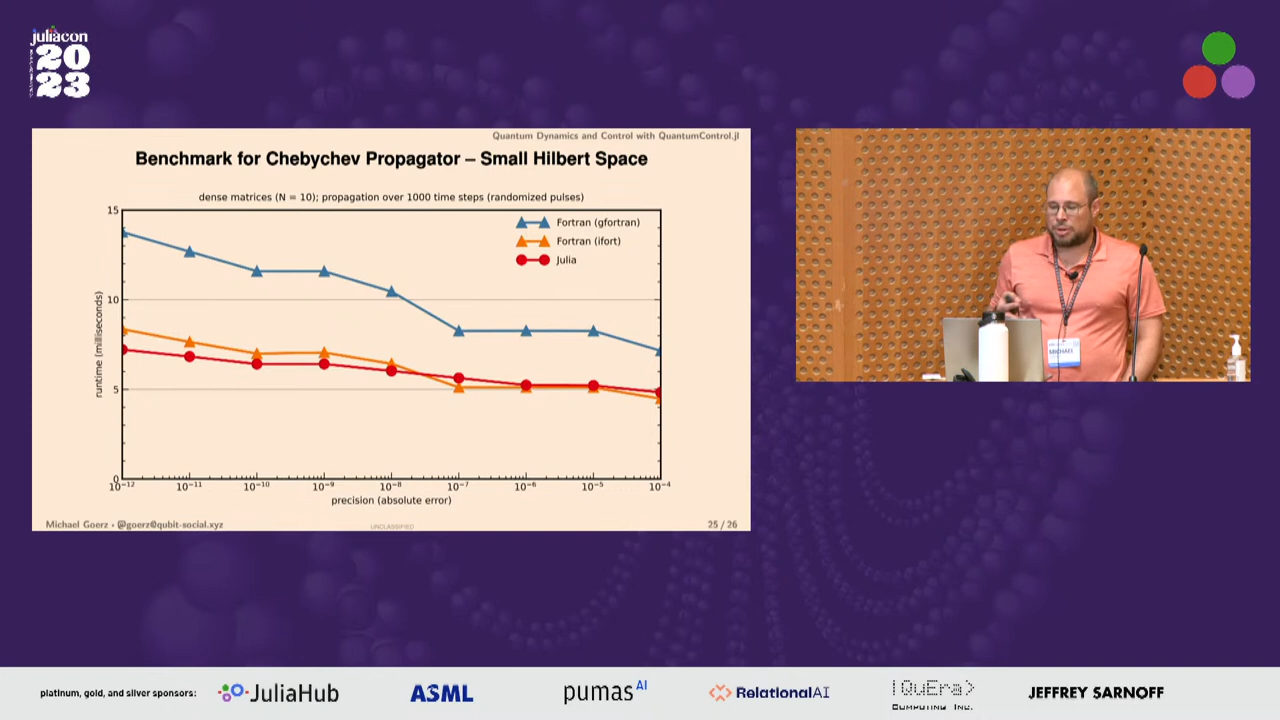 juliacon
20
23
Quantum Dynamics and Control with QuantumControl.jl
Benchmark for Chebychev Propagator – Small Hilbert Space
dense matrices (N = 10); propagation over 1000 time steps (randomized pulses)
Fortran (gfortran)
Fortran (ifort)
Julia
15
10
5
0
runtime (milliseconds)
10⁻¹² 10⁻¹¹ 10⁻¹⁰ 10⁻⁹ 10⁻⁸ 10⁻⁷ 10⁻⁶ 10⁻⁵ 10⁻⁴
precision (absolute error)
Michael Goerz • @goerz@qubit-social.xyz
UNCLASSIFIED
25 / 26
MICHAEL
platinum, gold, and silver sponsors:
JuliaHub
ASML
pumas AI
RelationalAI
|QuEra>
COMPUTING INC.
JEFFREY SARNOFF